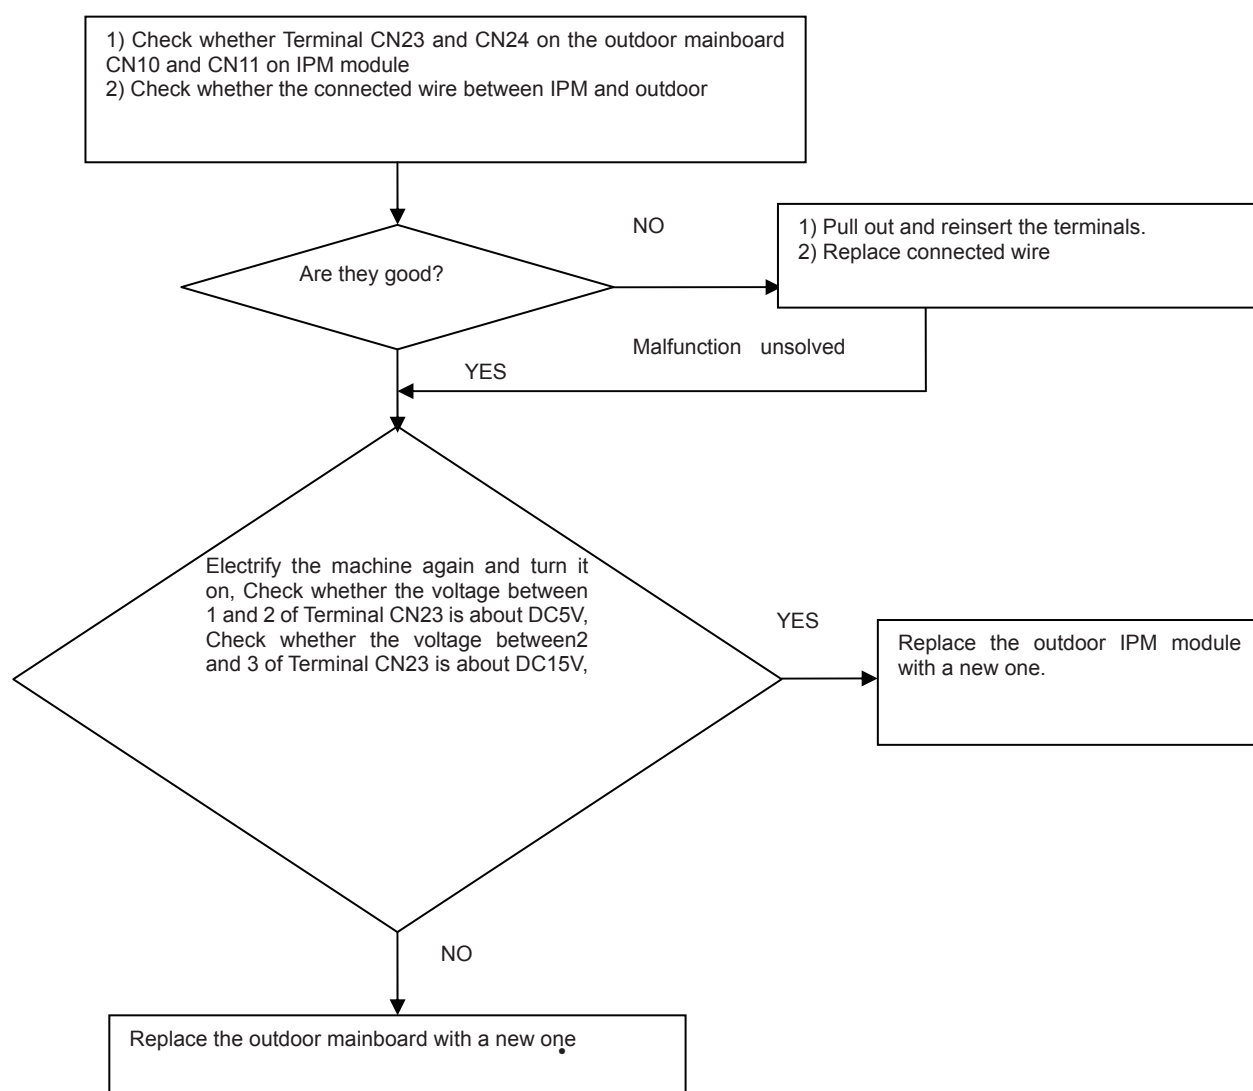 1) Check whether Terminal CN23 and CN24 on the outdoor mainboard
CN10 and CN11 on IPM module
2) Check whether the connected wire between IPM and outdoor
NO
1) Pull out and reinsert the terminals.
2) Replace connected wire
Are they good?
Malfunction unsolved
YES
Electrify the machine again and turn it
on, Check whether the voltage between
1 and 2 of Terminal CN23 is about DC5V,
Check whether the voltage between2
and 3 of Terminal CN23 is about DC15V,
YES
Replace the outdoor IPM module
with a new one.
NO
Replace the outdoor mainboard with a new one